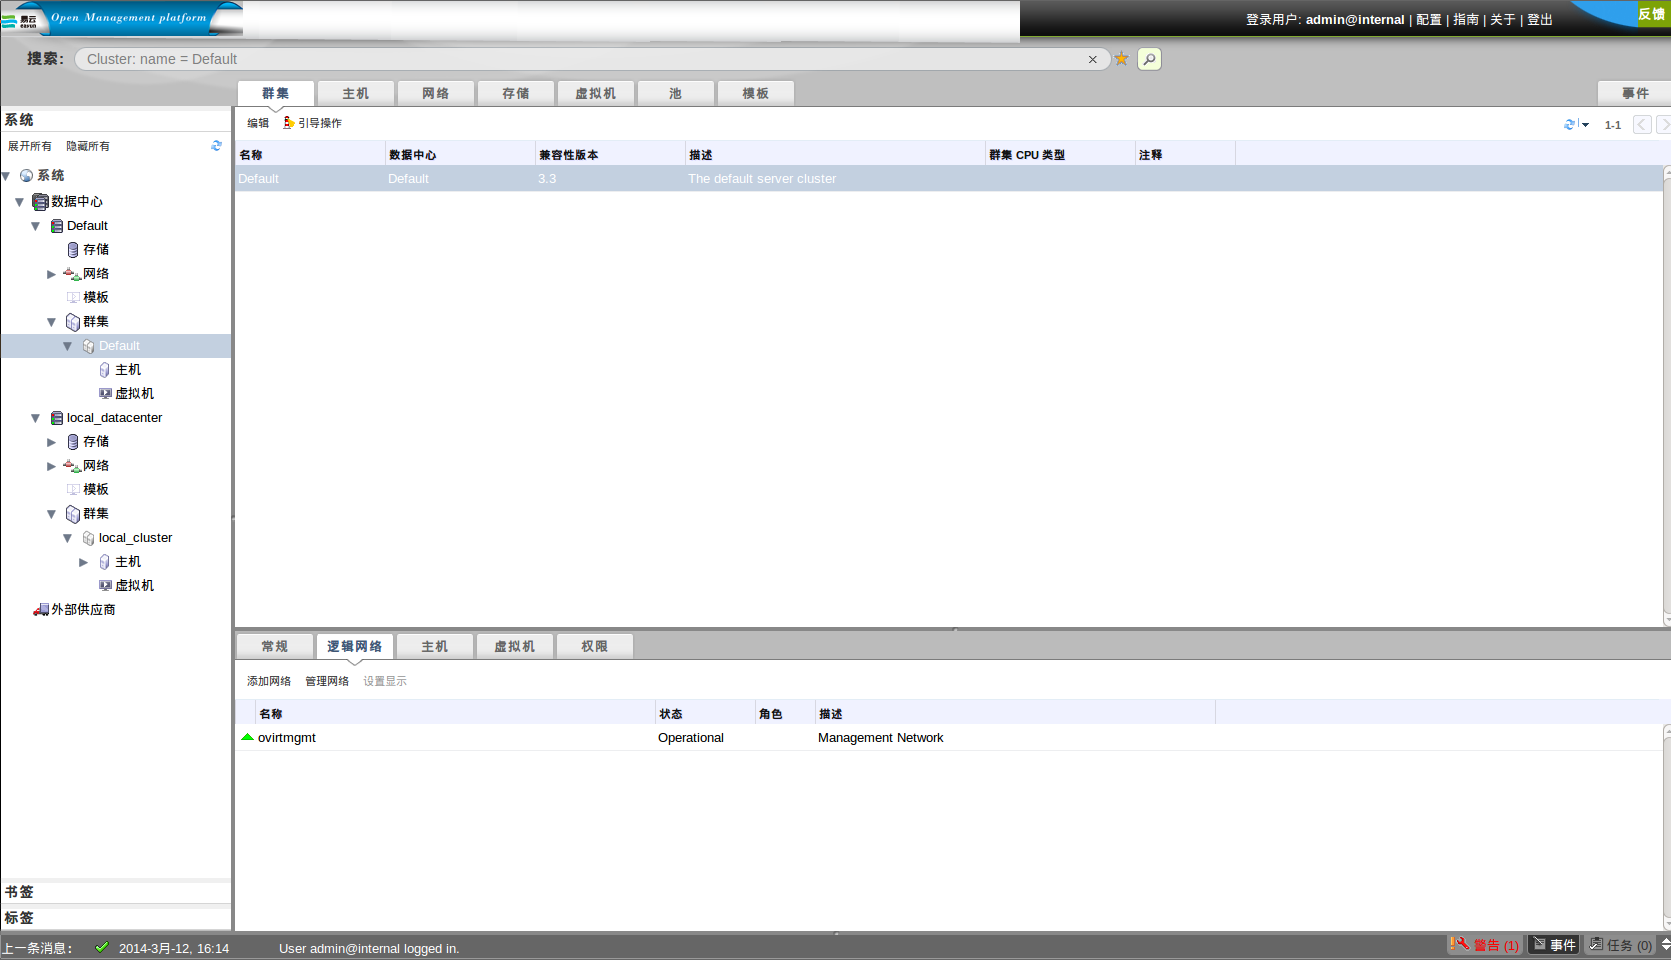 易云
eayun
Open Management platform
登录用户: admin@internal | 配置 | 指南 | 关于 | 登出
反馈
搜索:
Cluster: name = Default
群集 主机 网络 存储 虚拟机 池 模板 事件
系统
展开所有 隐藏所有
系统
数据中心
Default
存储
网络
模板
群集
Default
主机
虚拟机
local_datacenter
存储
网络
模板
群集
local_cluster
主机
虚拟机
外部供应商
书签
标签
编辑 引导操作 1-1
名称 数据中心 兼容性版本 描述 群集 CPU 类型 注释
Default Default 3.3 The default server cluster
常规 逻辑网络 主机 虚拟机 权限
添加网络 管理网络 设置显示
名称 状态 角色 描述
ovirtmgmt Operational Management Network
上一条消息: 2014-3月-12, 16:14 User admin@internal logged in. 警告 (1) 事件 任务 (0)